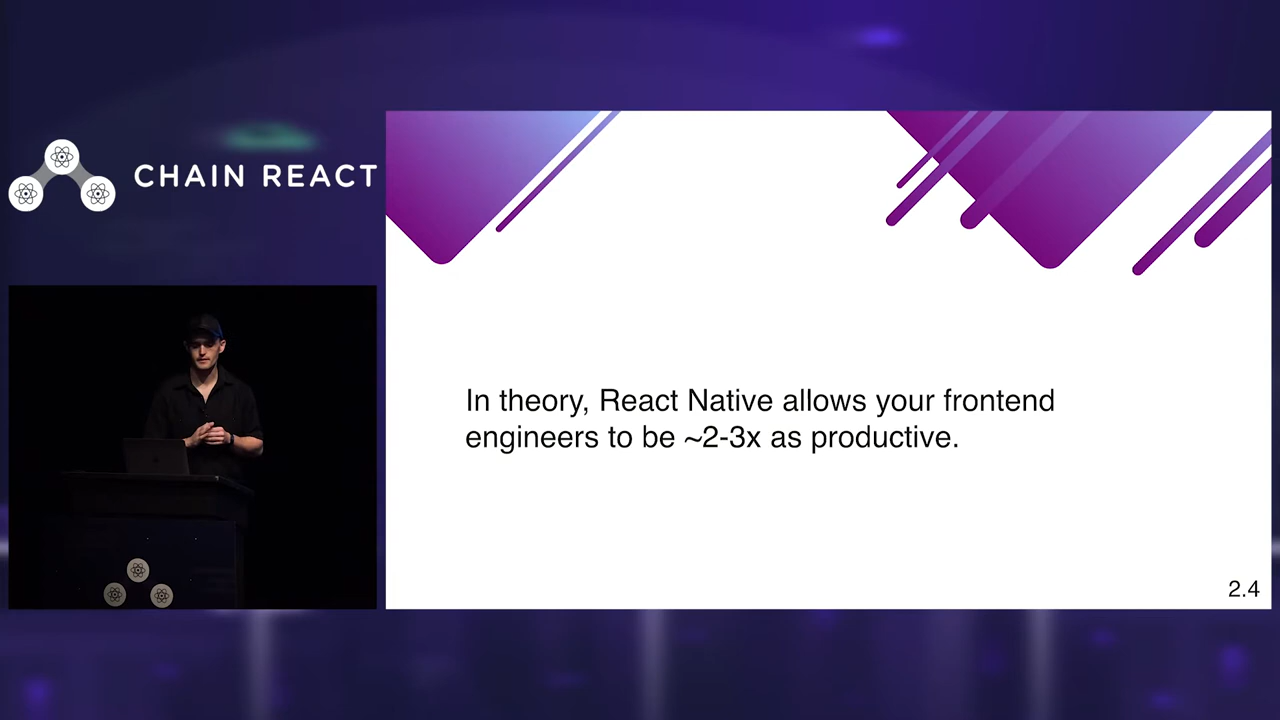 CHAIN REACT
In theory, React Native allows your frontend
engineers to be ~2-3x as productive.
2.4